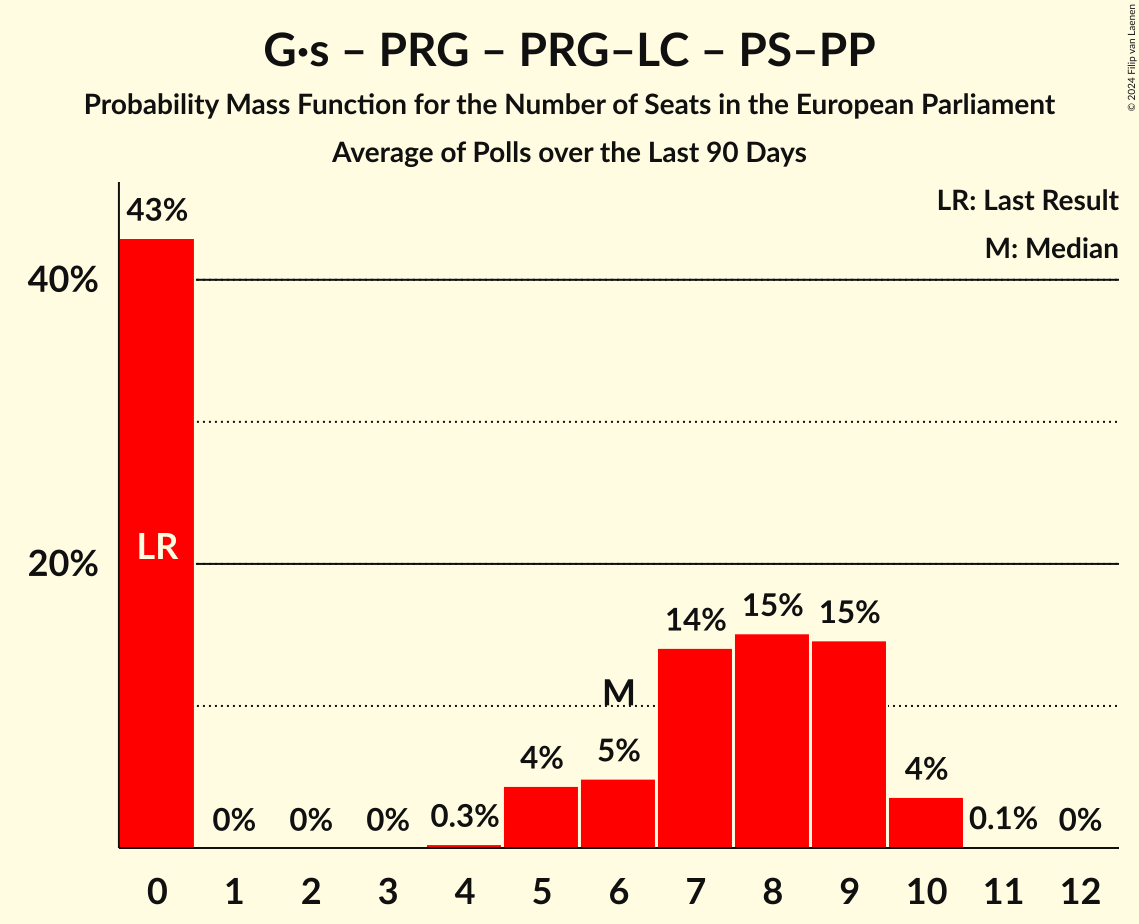 G·s – PRG – PRG–LC – PS–PP
Probability Mass Function for the Number of Seats in the European Parliament
Average of Polls over the Last 90 Days
© 2024 Filip van Laenen
LR: Last Result
M: Median
43%
40%
LR
20%
14%
15%
15%
M
4%
5%
4%
0%
0%
0%
0.3%
0.1%
0%
0 1 2 3 4 5 6 7 8 9 10 11 12